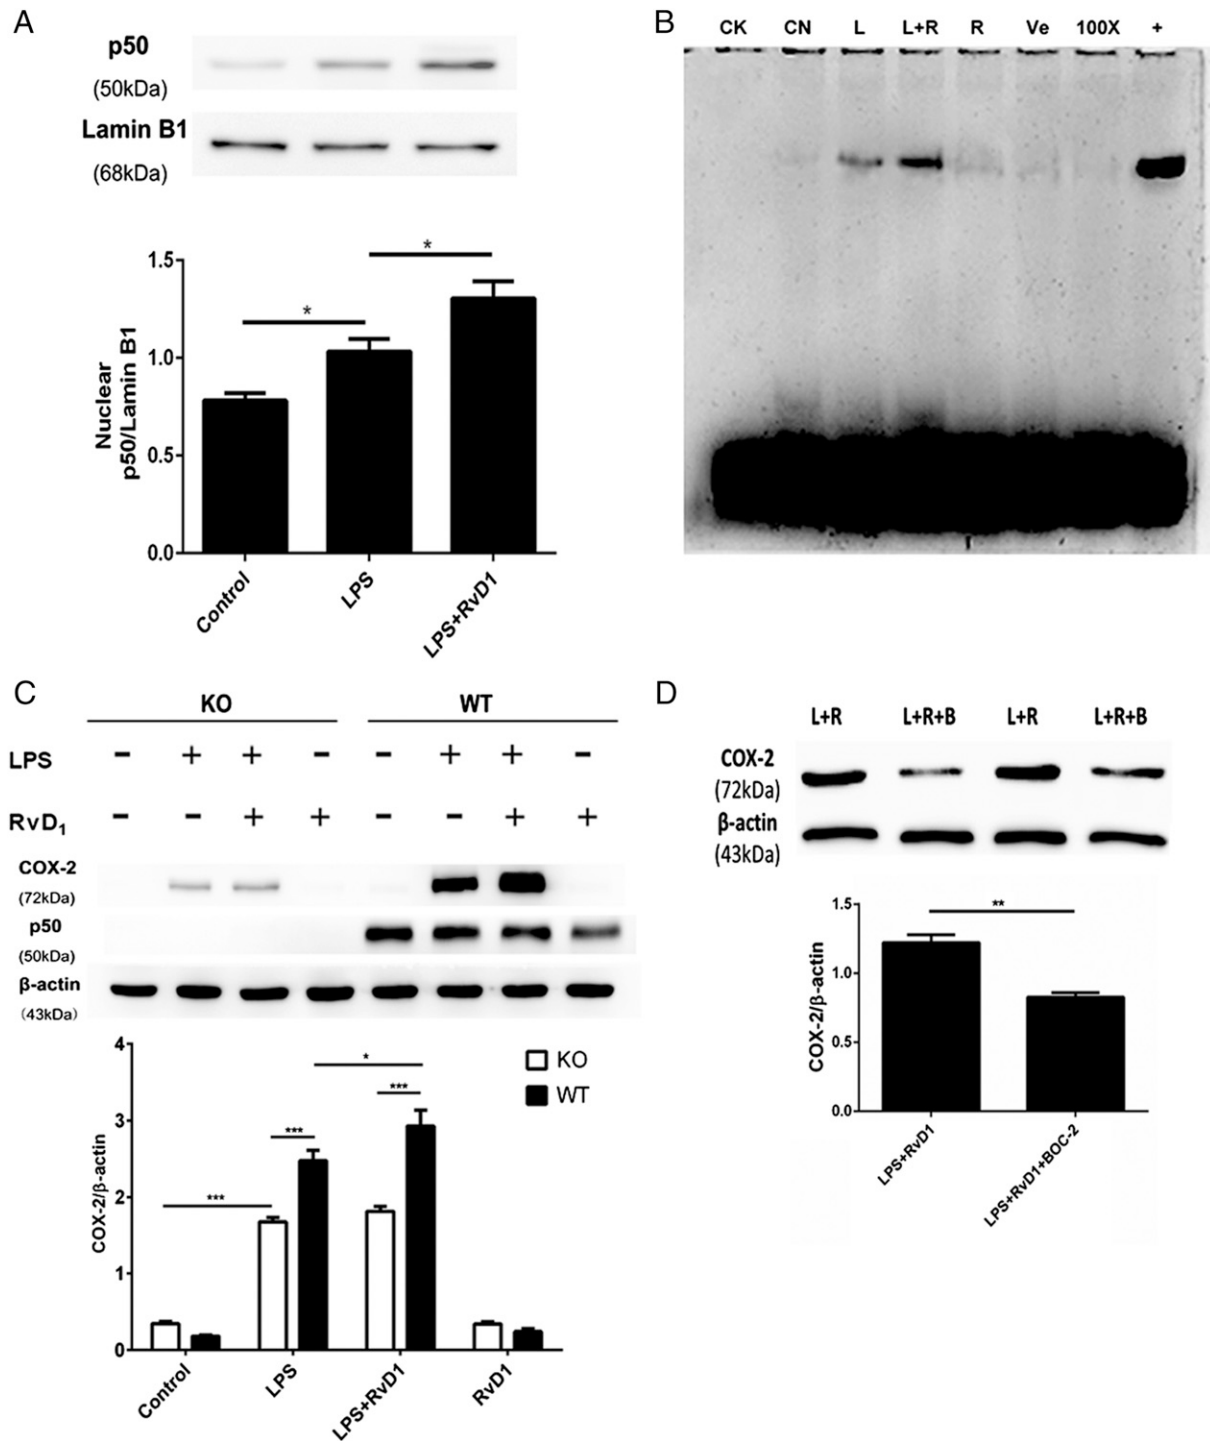 A
p50
(50kDa)
Lamin B1
(68kDa)
*
*
1.5
1.0
0.5
0.0
Nuclear
p50/Lamin B1
Control
LPS
LPS+RvD1
B
CK CN L L+R R Ve 100X +
C
KO WT
LPS - + + - - + + -
RvD1 - - + + - - + +
COX-2
(72kDa)
p50
(50kDa)
β-actin
(43kDa)
4
3
2
1
0
COX-2/β-actin
***
***
***
*
KO
WT
Control
LPS
LPS+RvD1
RvD1
D
L+R L+R+B L+R L+R+B
COX-2
(72kDa)
β-actin
(43kDa)
**
1.5
1.0
0.5
0.0
COX-2/β-actin
LPS+RvD1
LPS+RvD1+BOC-2